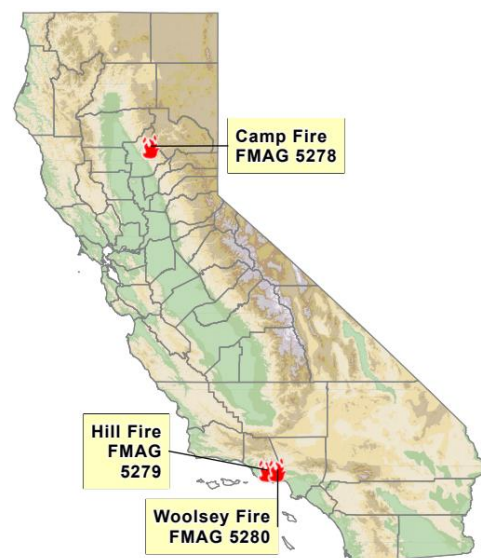 Camp Fire
FMAG 5278
Hill Fire
FMAG
5279
Woolsey Fire
FMAG 5280